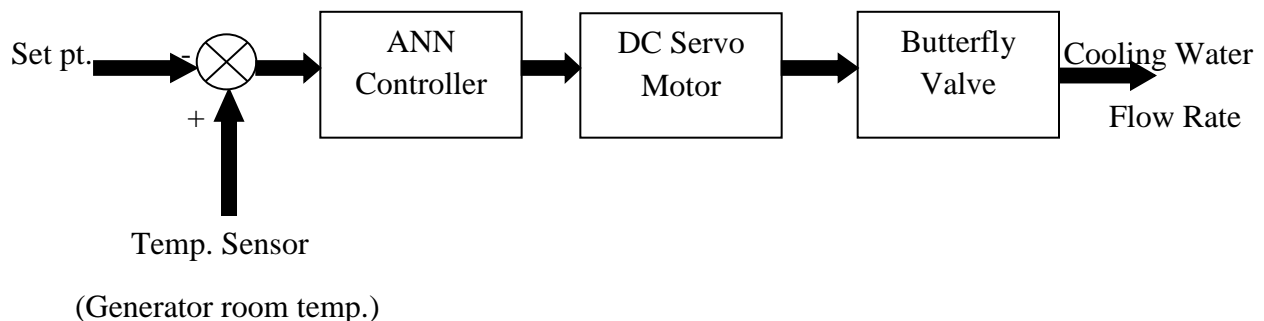 Set pt.
-
+
ANN
Controller
DC Servo
Motor
Butterfly
Valve
Cooling Water
Flow Rate
Temp. Sensor
(Generator room temp.)